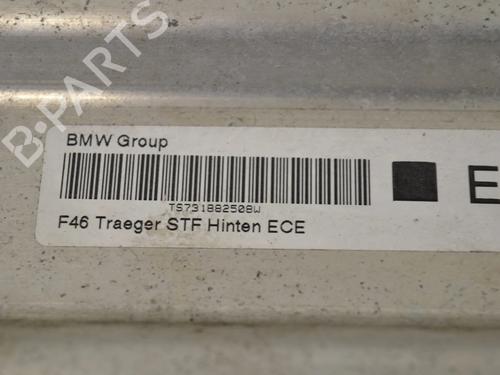 B-PARTS
BMW Group
E
TS731882508W
F46 Traeger STF Hinten ECE